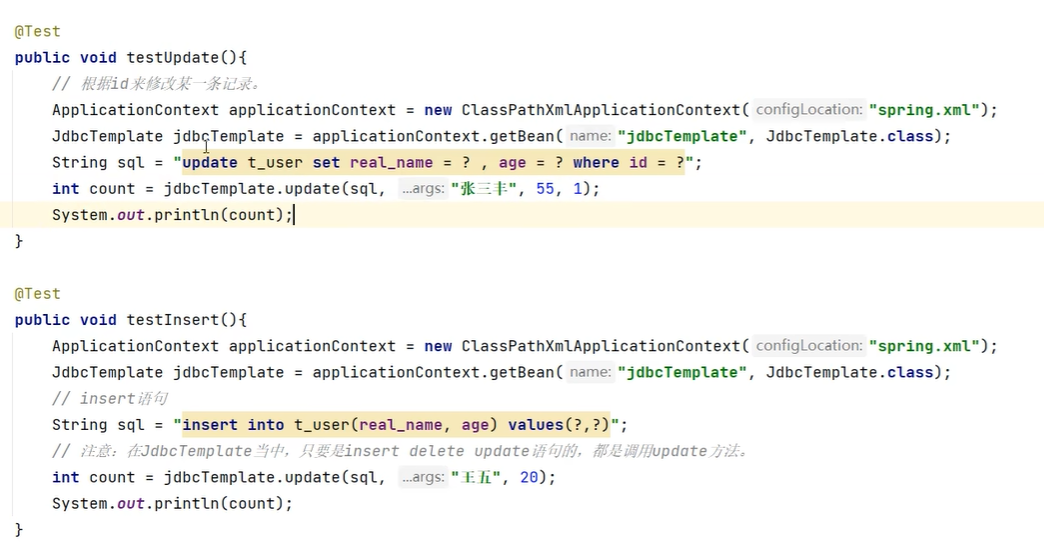 @Test
public void testUpdate(){
// 根据id来修改某一条记录。
ApplicationContext applicationContext = new ClassPathXmlApplicationContext( configLocation: "spring.xml");
JdbcTemplate jdbcTemplate = applicationContext.getBean( name: "jdbcTemplate", JdbcTemplate.class);
String sql = "update t_user set real_name = ? , age = ? where id = ?";
int count = jdbcTemplate.update(sql, ...args: "张三丰", 55, 1);
System.out.println(count);
}
@Test
public void testInsert(){
ApplicationContext applicationContext = new ClassPathXmlApplicationContext( configLocation: "spring.xml");
JdbcTemplate jdbcTemplate = applicationContext.getBean( name: "jdbcTemplate", JdbcTemplate.class);
// insert语句
String sql = "insert into t_user(real_name, age) values(?,?)";
// 注意：在JdbcTemplate当中，只要是insert delete update语句的，都是调用update方法。
int count = jdbcTemplate.update(sql, ...args: "王五", 20);
System.out.println(count);
}